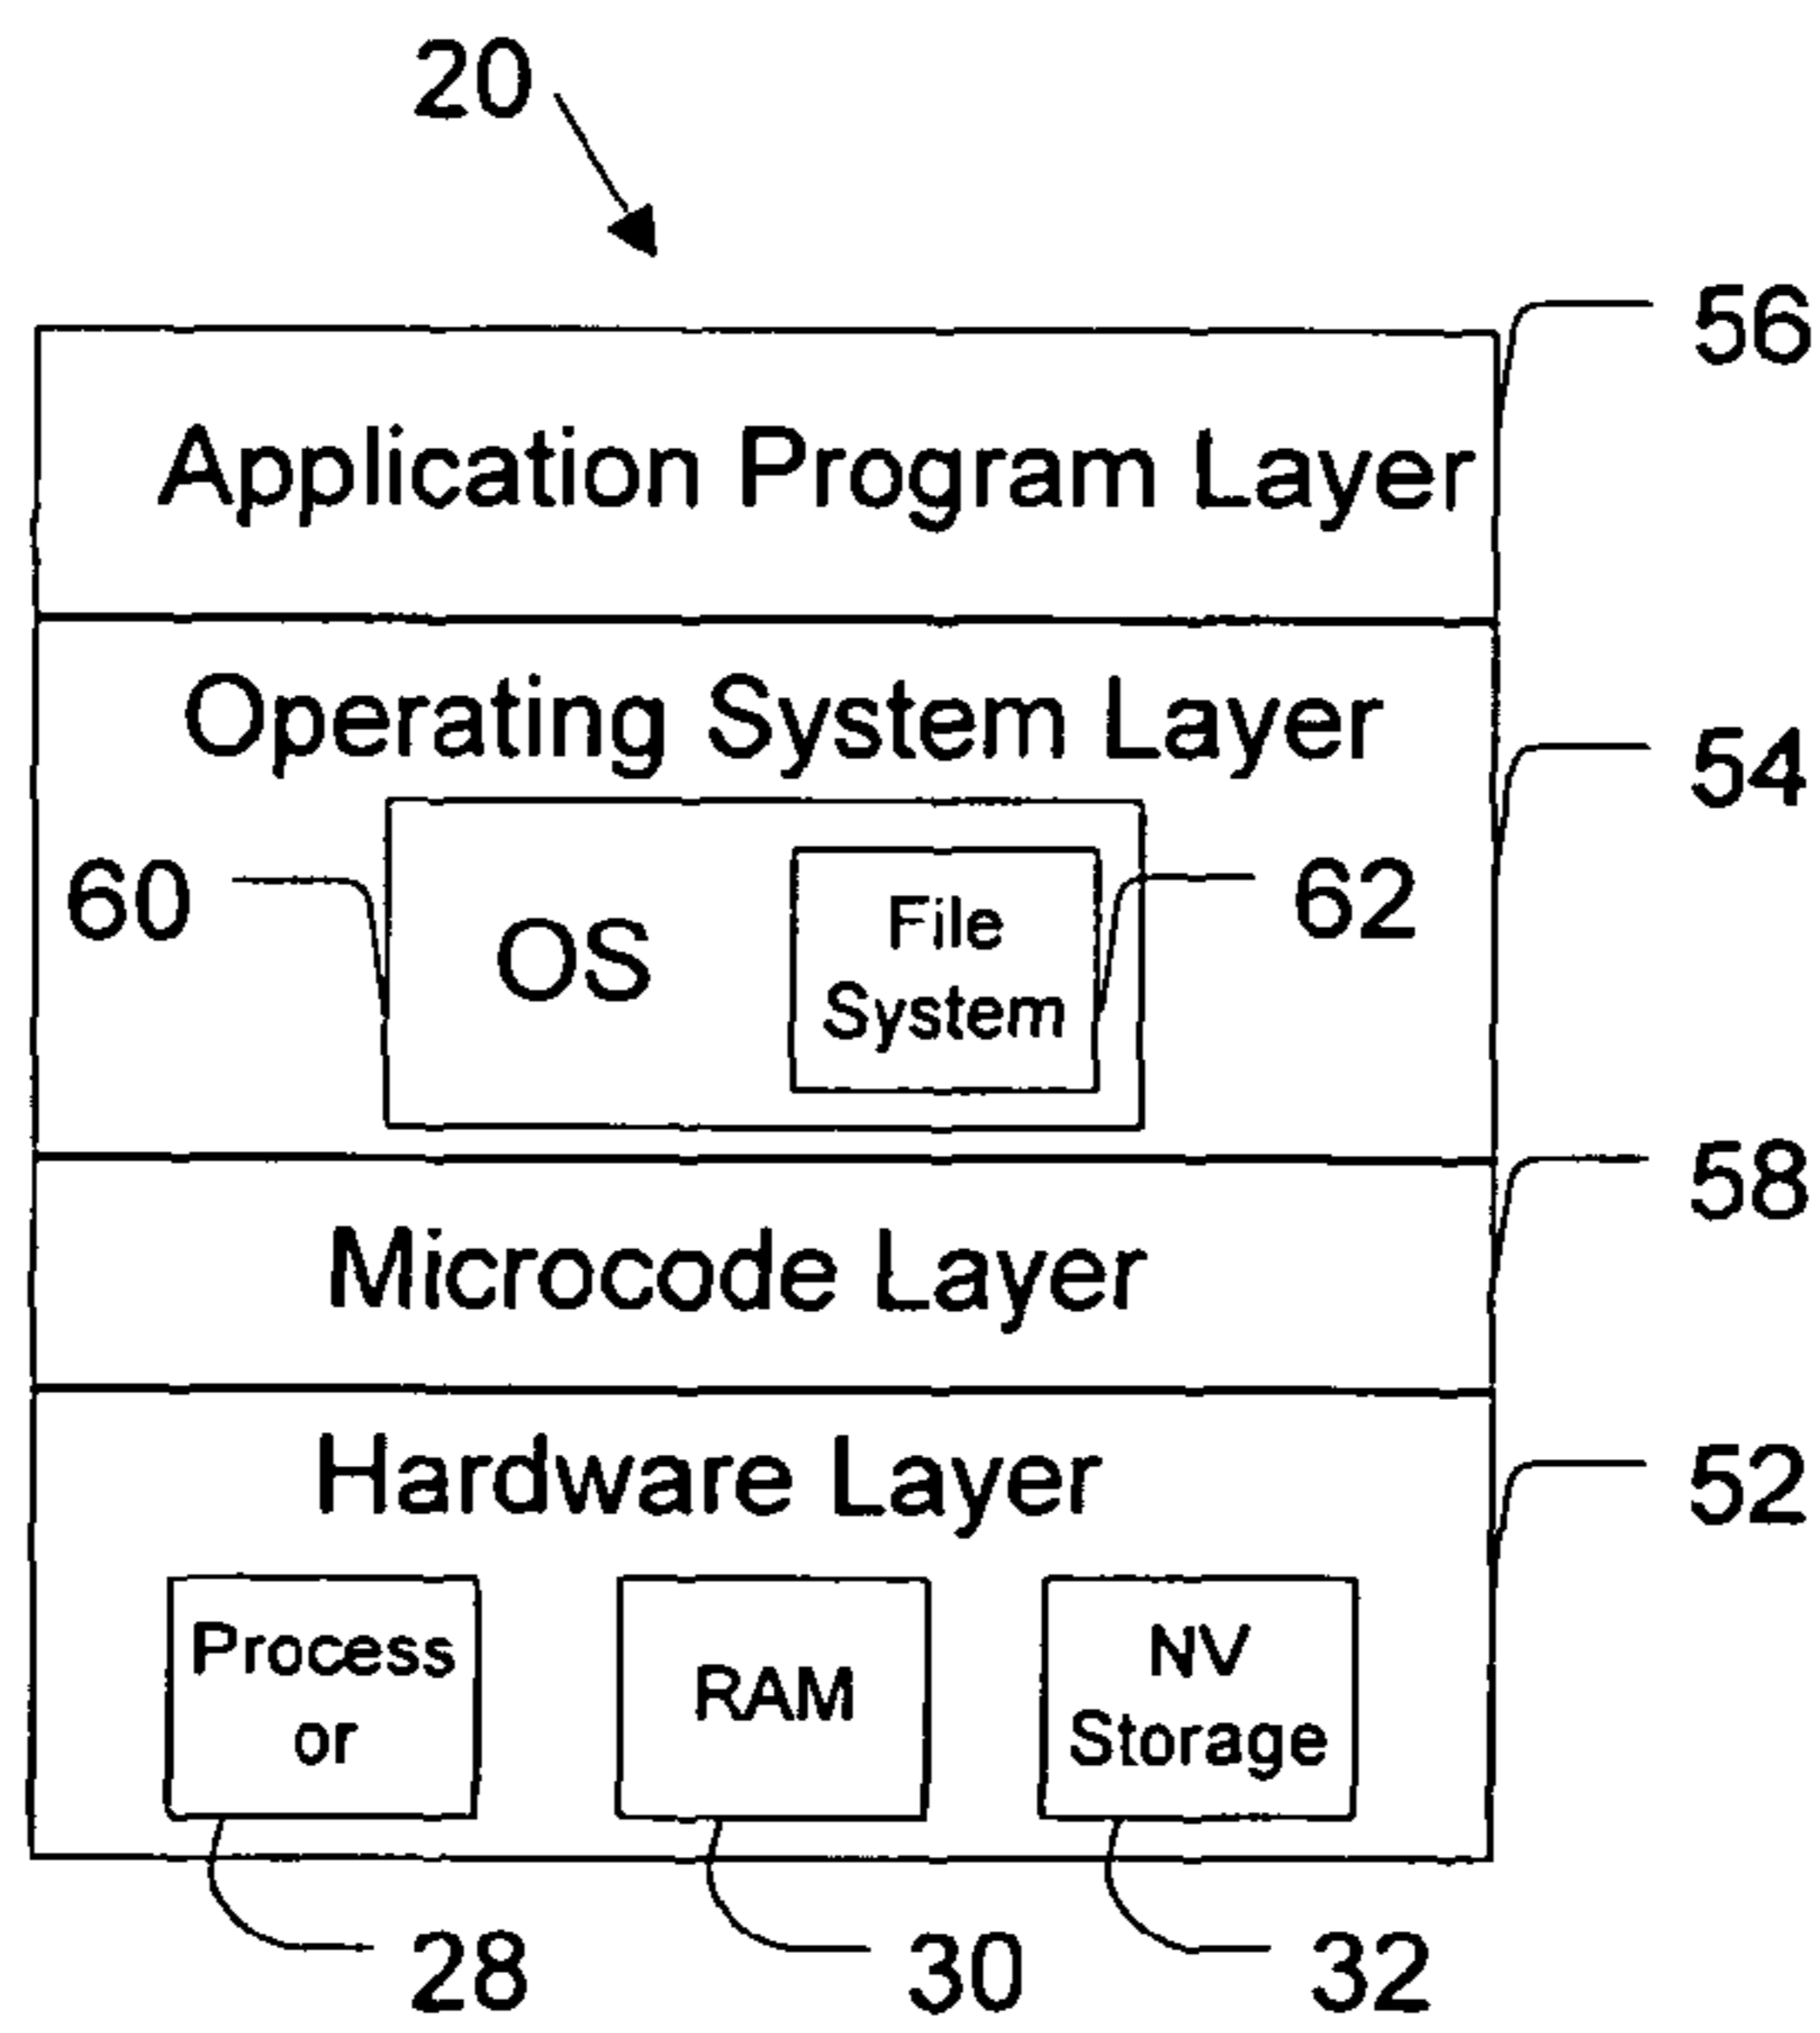 20
56
Application Program Layer
Operating System Layer
54
60
OS
File
System
62
58
Microcode Layer
Hardware Layer
52
Process
or
RAM
NV
Storage
28
30
32